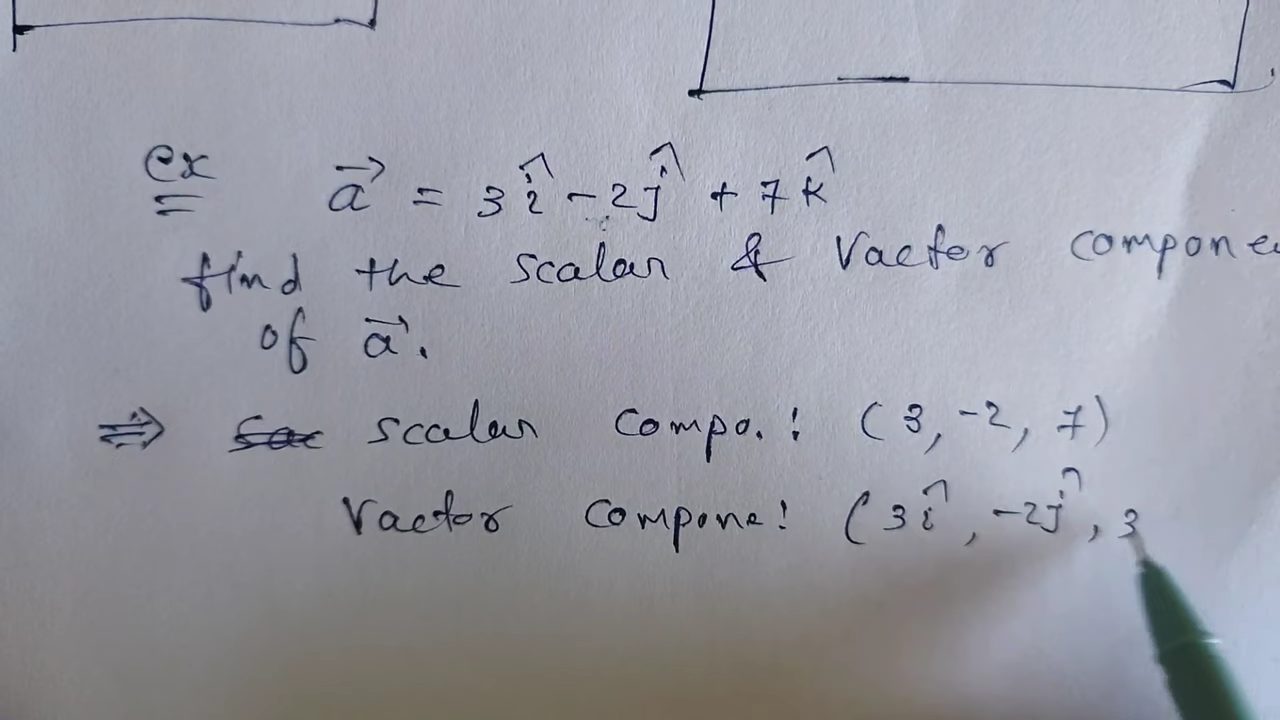 ex a⃗ = 3î - 2ĵ + 7k̂
find the scalar & Vactor compone
of a⃗.
⇒ scalar compo. : (3, -2, 7)
Vactor compone: (3î, -2ĵ, 3